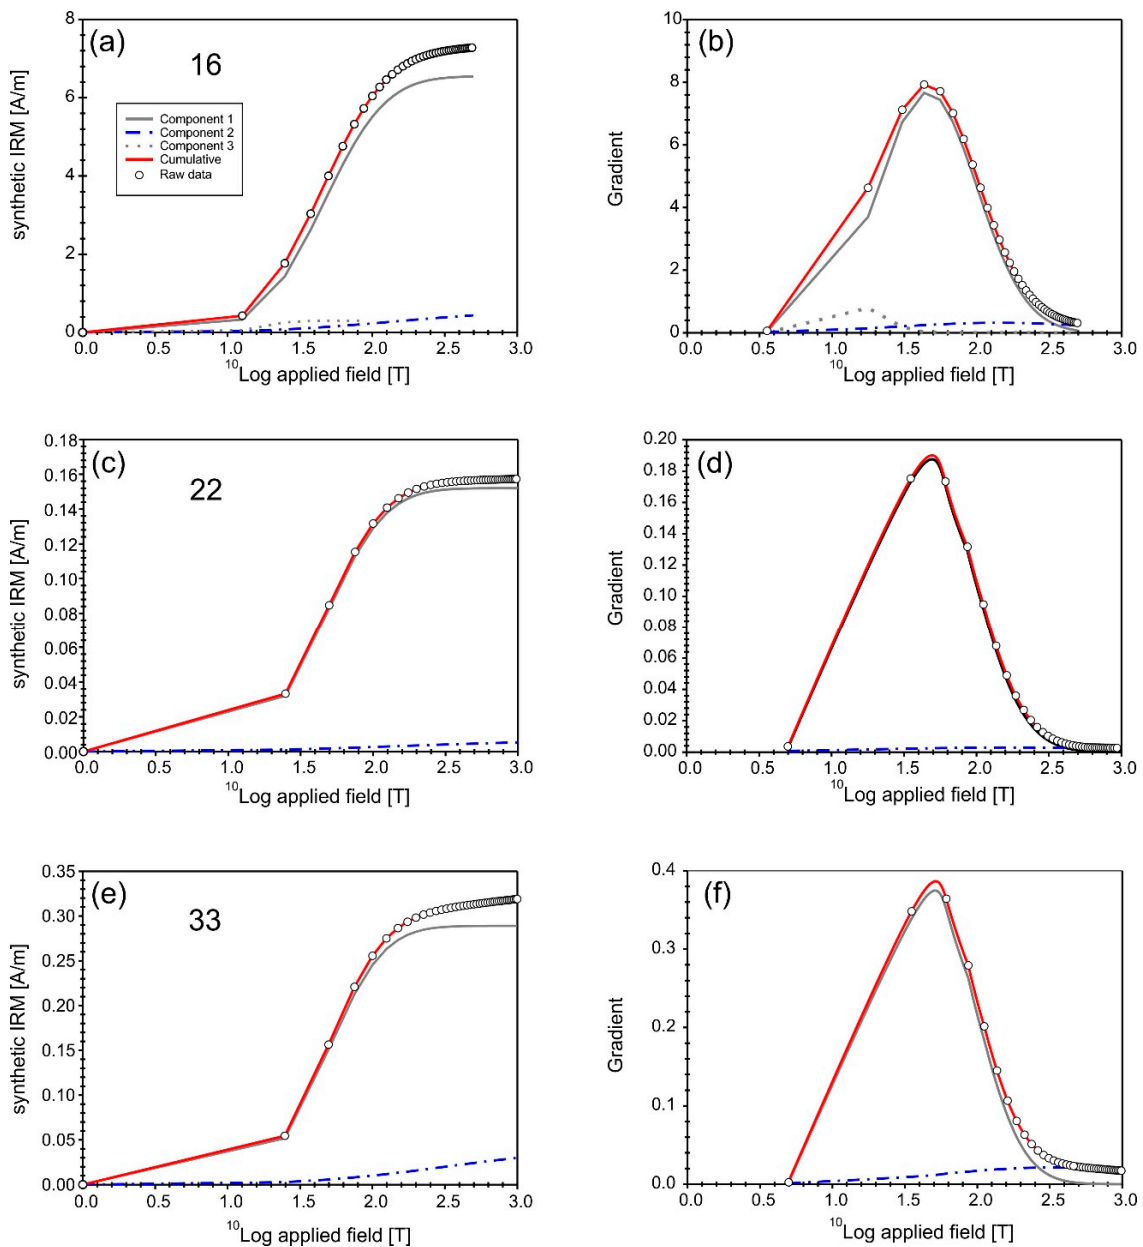 (a)
16
Component 1
Component 2
Component 3
Cumulative
Raw data
synthetic IRM [A/m]
8
6
4
2
0
0.0 0.5 1.0 1.5 2.0 2.5 3.0
10Log applied field [T]
(b)
Gradient
10
8
6
4
2
0
0.0 0.5 1.0 1.5 2.0 2.5 3.0
10Log applied field [T]
(c)
22
synthetic IRM [A/m]
0.18
0.16
0.14
0.12
0.10
0.08
0.06
0.04
0.02
0.00
0.0 0.5 1.0 1.5 2.0 2.5 3.0
10Log applied field [T]
(d)
Gradient
0.20
0.18
0.16
0.14
0.12
0.10
0.08
0.06
0.04
0.02
0.00
0.0 0.5 1.0 1.5 2.0 2.5 3.0
10Log applied field [T]
(e)
33
synthetic IRM [A/m]
0.35
0.30
0.25
0.20
0.15
0.10
0.05
0.00
0.0 0.5 1.0 1.5 2.0 2.5 3.0
10Log applied field [T]
(f)
Gradient
0.4
0.3
0.2
0.1
0.0
0.0 0.5 1.0 1.5 2.0 2.5 3.0
10Log applied field [T]